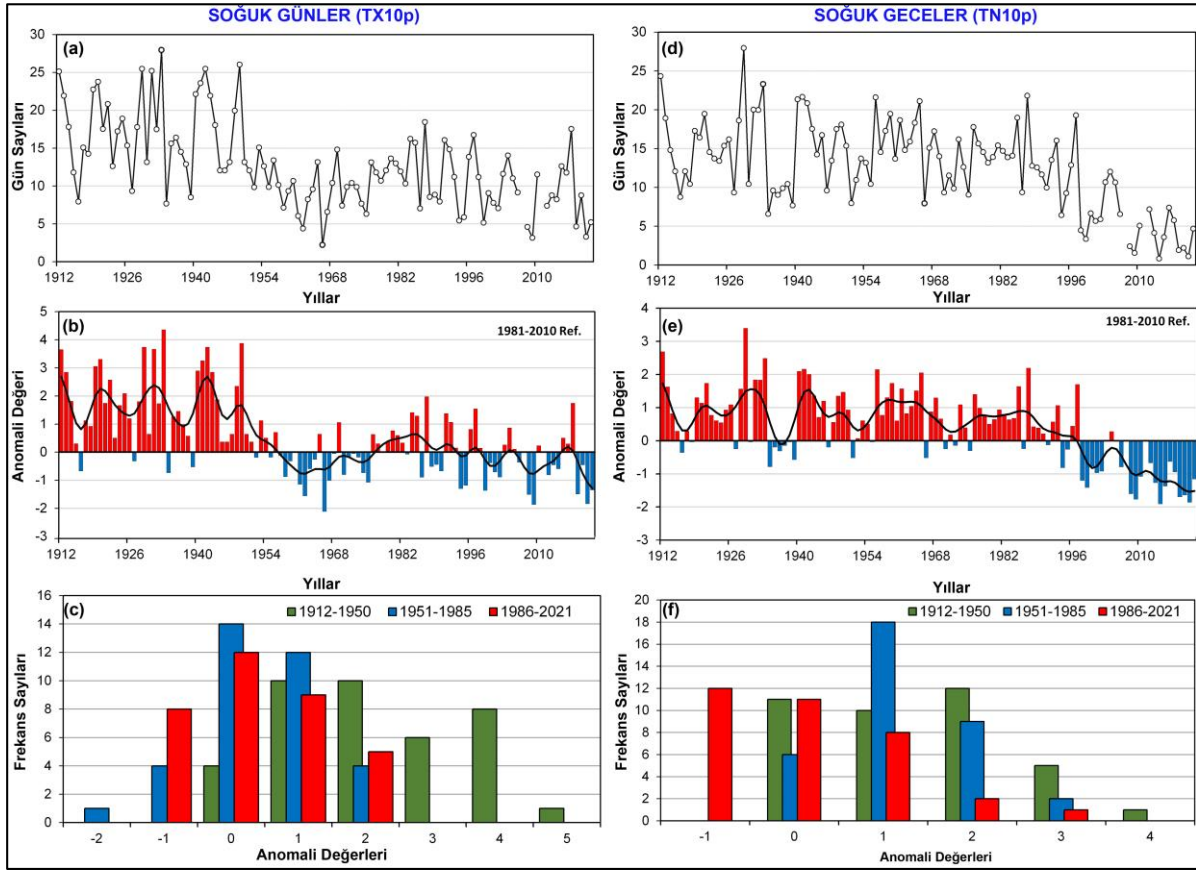 SOĞUK GÜNLER (TX10p)
(a)
Gün Sayıları
30
25
20
15
10
5
0
1912 1926 1940 1954 1968 1982 1996 2010
Yıllar
(b)
1981-2010 Ref.
Anomali Değeri
5
4
3
2
1
0
-1
-2
-3
1912 1926 1940 1954 1968 1982 1996 2010
Yıllar
(c)
1912-1950 1951-1985 1986-2021
Frekans Sayıları
16
14
12
10
8
6
4
2
0
-2 -1 0 1 2 3 4 5
Anomali Değerleri
SOĞUK GECELER (TN10p)
(d)
Gün Sayıları
30
25
20
15
10
5
0
1912 1926 1940 1954 1968 1982 1996 2010
Yıllar
(e)
1981-2010 Ref.
Anomali Değeri
4
3
2
1
0
-1
-2
-3
1912 1926 1940 1954 1968 1982 1996 2010
Yıllar
(f)
1912-1950 1951-1985 1986-2021
Frekans Sayıları
20
18
16
14
12
10
8
6
4
2
0
-1 0 1 2 3 4
Anomali Değerleri